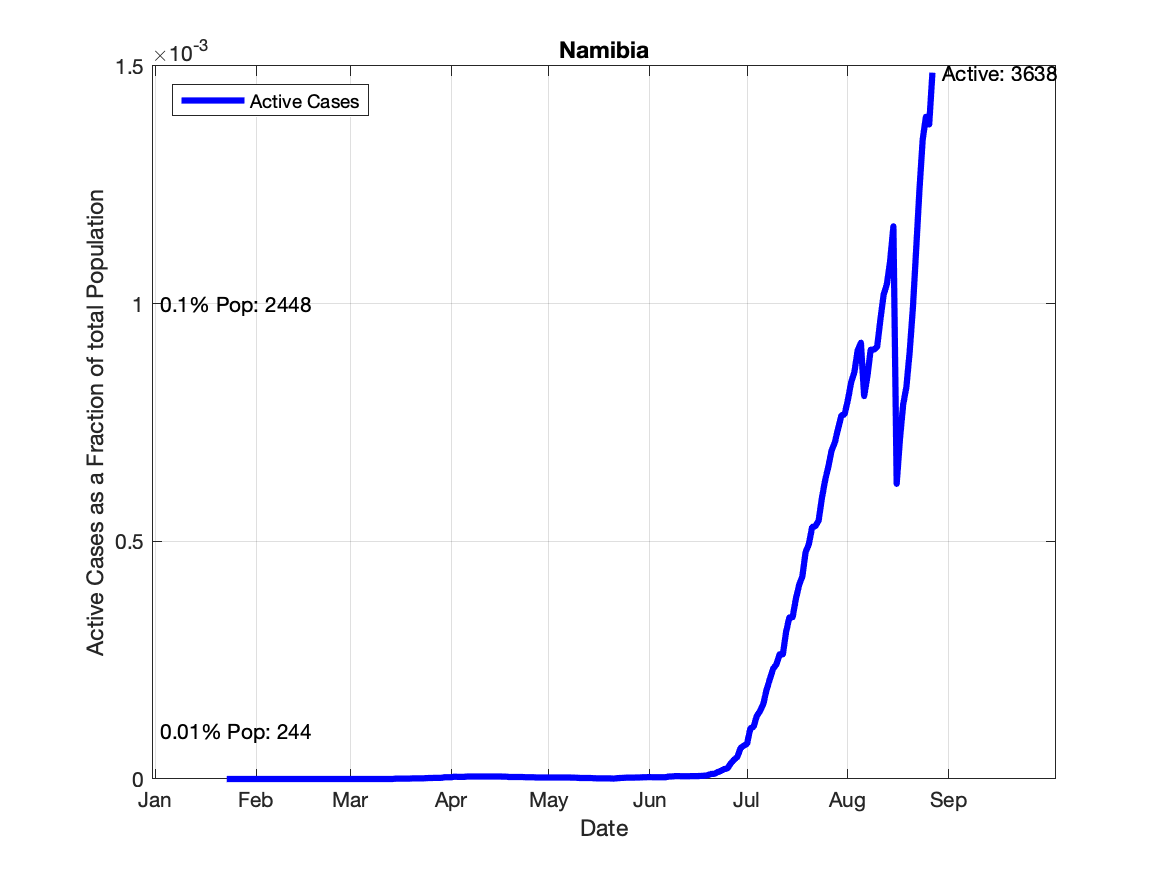 Namibia
×10-3
1.5
Active: 3638
Active Cases
1
0.1% Pop: 2448
0.5
0.01% Pop: 244
0
Active Cases as a Fraction of total Population
Jan Feb Mar Apr May Jun Jul Aug Sep
Date